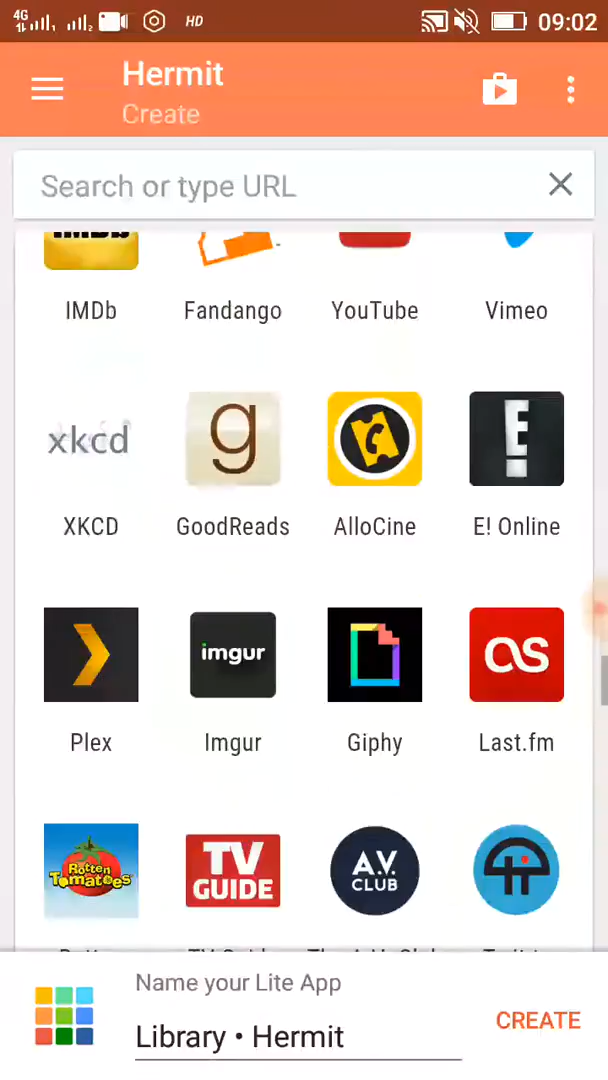 4G HD 09:02
Hermit
Create
Search or type URL
IMDb
IMDb Fandango YouTube Vimeo
xkcd g E!
XKCD GoodReads AlloCine E! Online
imgur
Plex Imgur Giphy Last.fm
Rotten Tomatoes TV GUIDE A.V. CLUB
Name your Lite App
Library • Hermit
CREATE